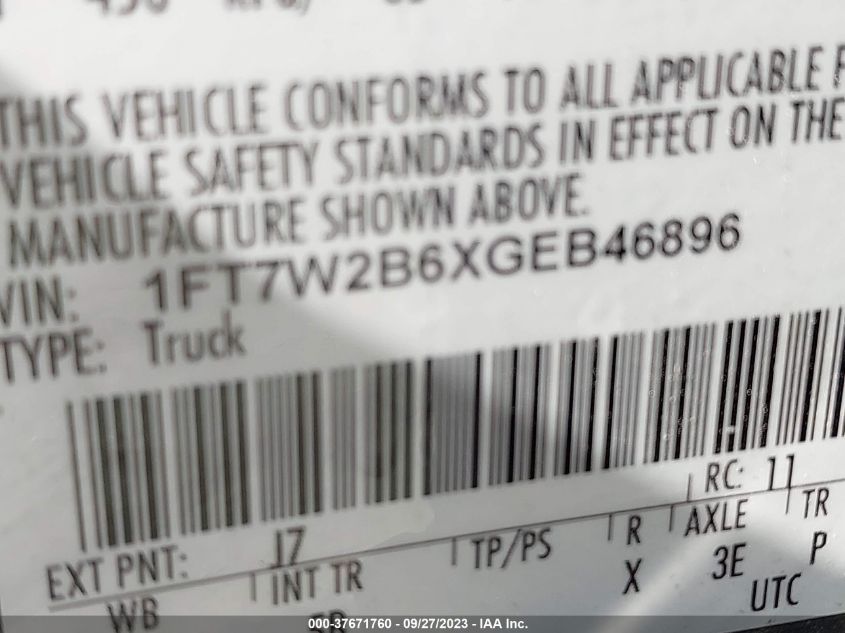 THIS VEHICLE CONFORMS TO ALL APPLICABLE F
VEHICLE SAFETY STANDARDS IN EFFECT ON THE
MANUFACTURE SHOWN ABOVE.
VIN: 1FT7W2B6XGEB46896
TYPE: Truck
RC: 11
EXT PNT: J7
INT TR TP/PS R AXLE TR
WB X 3E P
UTC
000-37671760 - 09/27/2023 - IAA Inc.